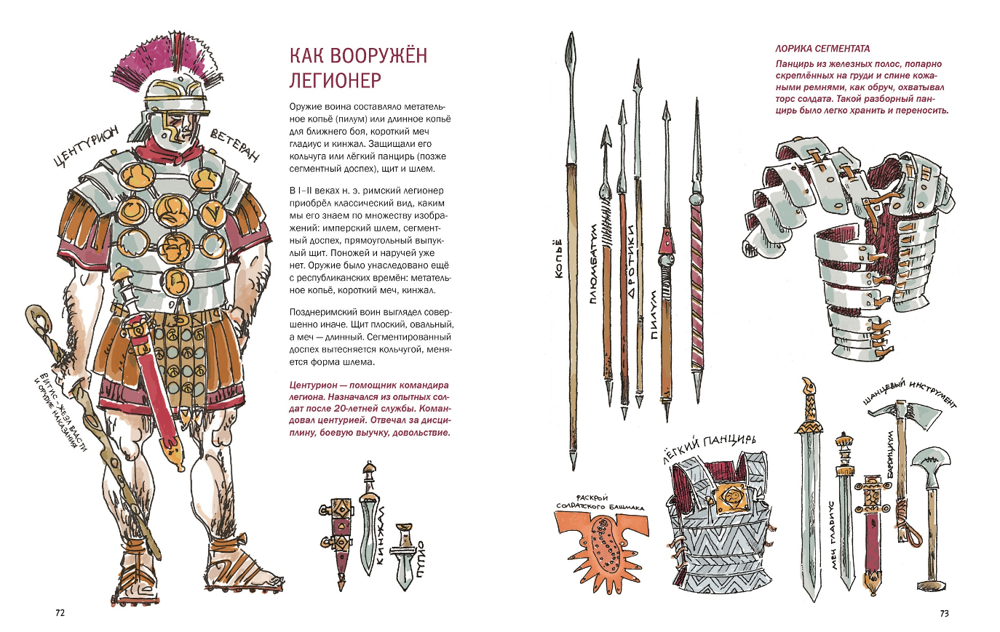 КАК ВООРУЖЁН
ЛЕГИОНЕР
Оружие воина составляло метатель-
ное копьё (пилум) или длинное копьё
для ближнего боя, короткий меч
гладиус и кинжал. Защищали его
кольчуга или лёгкий панцирь (позже
сегментный доспех), щит и шлем.
В I–II веках н. э. римский легионер
приобрёл классический вид, каким
мы его знаем по множеству изобра-
жений: имперский шлем, сегмент-
ный доспех, прямоугольный выпук-
лый щит. Поножей и наручей уже
нет. Оружие было унаследовано ещё
с республиканских времён: метатель-
ное копьё, короткий меч, кинжал.
Позднеримский воин выглядел совер-
шенно иначе. Щит плоский, овальный,
а меч — длинный. Сегментированный
доспех вытесняется кольчугой, меня-
ется форма шлема.
Центурион — помощник командира
легиона. Назначался из опытных сол-
дат после 20-летней службы. Коман-
довал центурией. Отвечал за дисци-
плину, боевую выучку, довольствие.
ЦЕНТУРИОН
ВЕТЕРАН
ВИТИС – ЖЕЗЛ ВЛАСТИ
И ОРУДИЕ НАКАЗАНИЯ
КИНЖАЛ
ПУГИО
72
ЛОРИКА СЕГМЕНТАТА
Панцирь из железных полос, попарно
скреплённых на груди и спине кожа-
ными ремнями, как обруч, охватывал
торс солдата. Такой разборный пан-
цирь было легко хранить и переносить.
КОПЬЁ
ПЛЮМБАТУМ
ДРОТИКИ
ПИЛУМ
ШАНЦЕВЫЙ ИНСТРУМЕНТ
ЛЁГКИЙ ПАНЦИРЬ
РАСКРОЙ
СОЛДАТСКОГО БАШМАКА
МЕЧ ГЛАДИУС
73